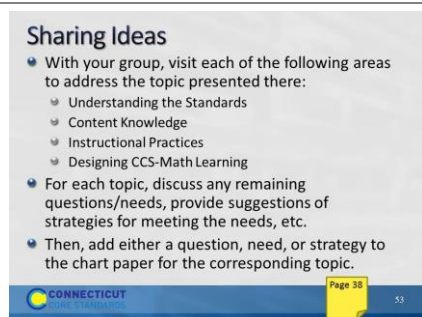 Sharing Ideas
With your group, visit each of the following areas
to address the topic presented there:
Understanding the Standards
Content Knowledge
Instructional Practices
Designing CCS-Math Learning
For each topic, discuss any remaining
questions/needs, provide suggestions of
strategies for meeting the needs, etc.
Then, add either a question, need, or strategy to
the chart paper for the corresponding topic.
Page 38
CONNECTICUT
CORE STANDARDS
53